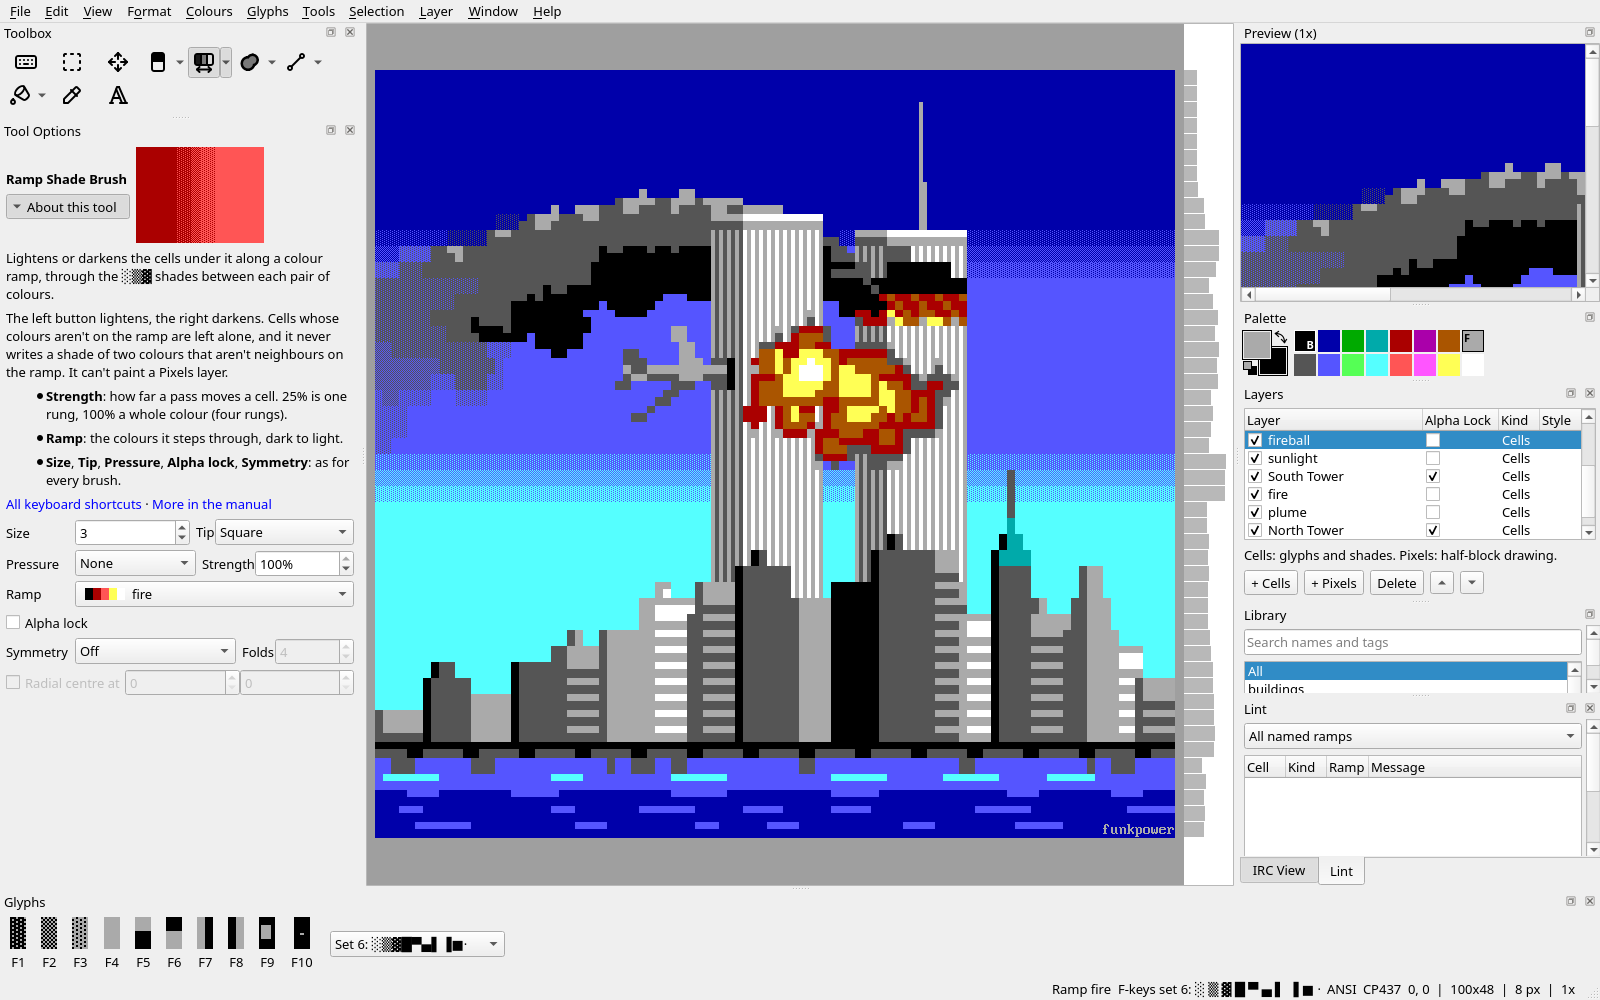 File Edit View Format Colours Glyphs Tools Selection Layer Window Help
Toolbox
Tool Options
Ramp Shade Brush
About this tool
Lightens or darkens the cells under it along a colour
ramp, through the ░▒▓ shades between each pair of
colours.
The left button lightens, the right darkens. Cells whose
colours aren't on the ramp are left alone, and it never
writes a shade of two colours that aren't neighbours on
the ramp. It can't paint a Pixels layer.
•Strength: how far a pass moves a cell. 25% is one
rung, 100% a whole colour (four rungs).
•Ramp: the colours it steps through, dark to light.
•Size, Tip, Pressure, Alpha lock, Symmetry: as for
every brush.
All keyboard shortcuts · More in the manual
Size 3 Tip Square
Pressure None Strength 100%
Ramp fire
Alpha lock
Symmetry Off Folds 4
Radial centre at 0 0
funkpower
Preview (1x)
Palette
B F
Layers
Layer Alpha Lock Kind Style
fireball Cells
sunlight Cells
South Tower Cells
fire Cells
plume Cells
North Tower Cells
Cells: glyphs and shades. Pixels: half-block drawing.
+ Cells + Pixels Delete
Library
Search names and tags
All
buildings
Lint
All named ramps
Cell Kind Ramp Message
IRC View Lint
Glyphs
F1 F2 F3 F4 F5 F6 F7 F8 F9 F10
Set 6: ░▒▓█▀▄▌▐■·
Ramp fire F-keys set 6: ░▒▓█▀▄▌▐■· ANSI CP437 0, 0 | 100x48 | 8 px | 1x